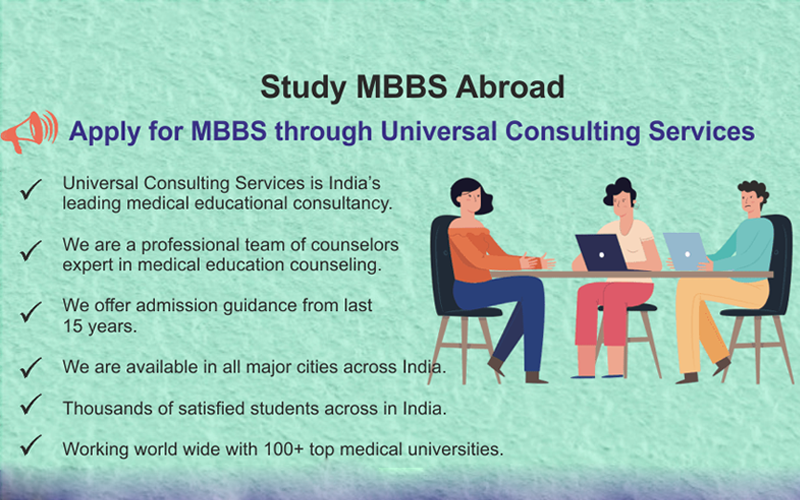 Study MBBS Abroad
Apply for MBBS through Universal Consulting Services
Universal Consulting Services is India's
leading medical educational consultancy.
We are a professional team of counselors
expert in medical education counseling.
We offer admission guidance from last
15 years.
We are available in all major cities across India.
Thousands of satisfied students across in India.
Working world wide with 100+ top medical universities.